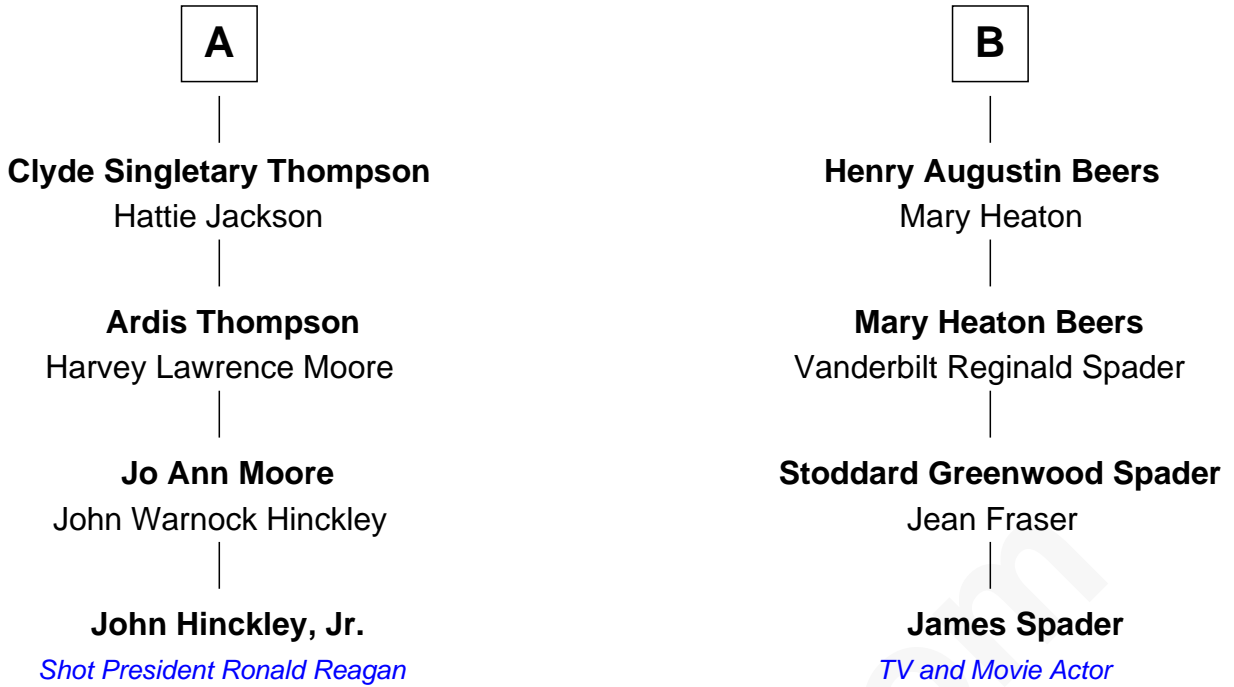 A
Clyde Singletary Thompson
Hattie Jackson
Ardis Thompson
Harvey Lawrence Moore
Jo Ann Moore
John Warnock Hinckley
John Hinckley, Jr.
Shot President Ronald Reagan
B
Henry Augustin Beers
Mary Heaton
Mary Heaton Beers
Vanderbilt Reginald Spader
Stoddard Greenwood Spader
Jean Fraser
James Spader
TV and Movie Actor